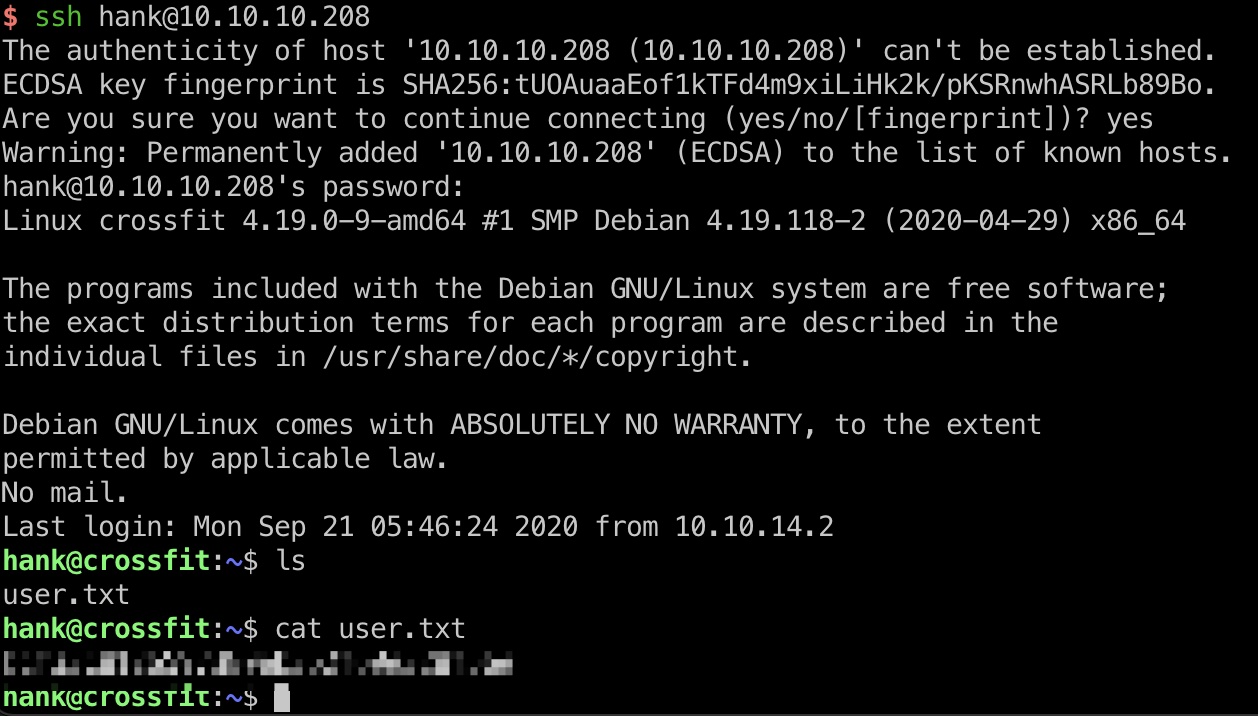 $ ssh hank@10.10.10.208
The authenticity of host '10.10.10.208 (10.10.10.208)' can't be established.
ECDSA key fingerprint is SHA256:tUOAuaaEof1kTFd4m9xiLiHk2k/pKSRnwhASRLb89Bo.
Are you sure you want to continue connecting (yes/no/[fingerprint])? yes
Warning: Permanently added '10.10.10.208' (ECDSA) to the list of known hosts.
hank@10.10.10.208's password:
Linux crossfit 4.19.0-9-amd64 #1 SMP Debian 4.19.118-2 (2020-04-29) x86_64
The programs included with the Debian GNU/Linux system are free software;
the exact distribution terms for each program are described in the
individual files in /usr/share/doc/*/copyright.
Debian GNU/Linux comes with ABSOLUTELY NO WARRANTY, to the extent
permitted by applicable law.
No mail.
Last login: Mon Sep 21 05:46:24 2020 from 10.10.14.2
hank@crossfit:~$ ls
user.txt
hank@crossfit:~$ cat user.txt
hank@crossfit:~$